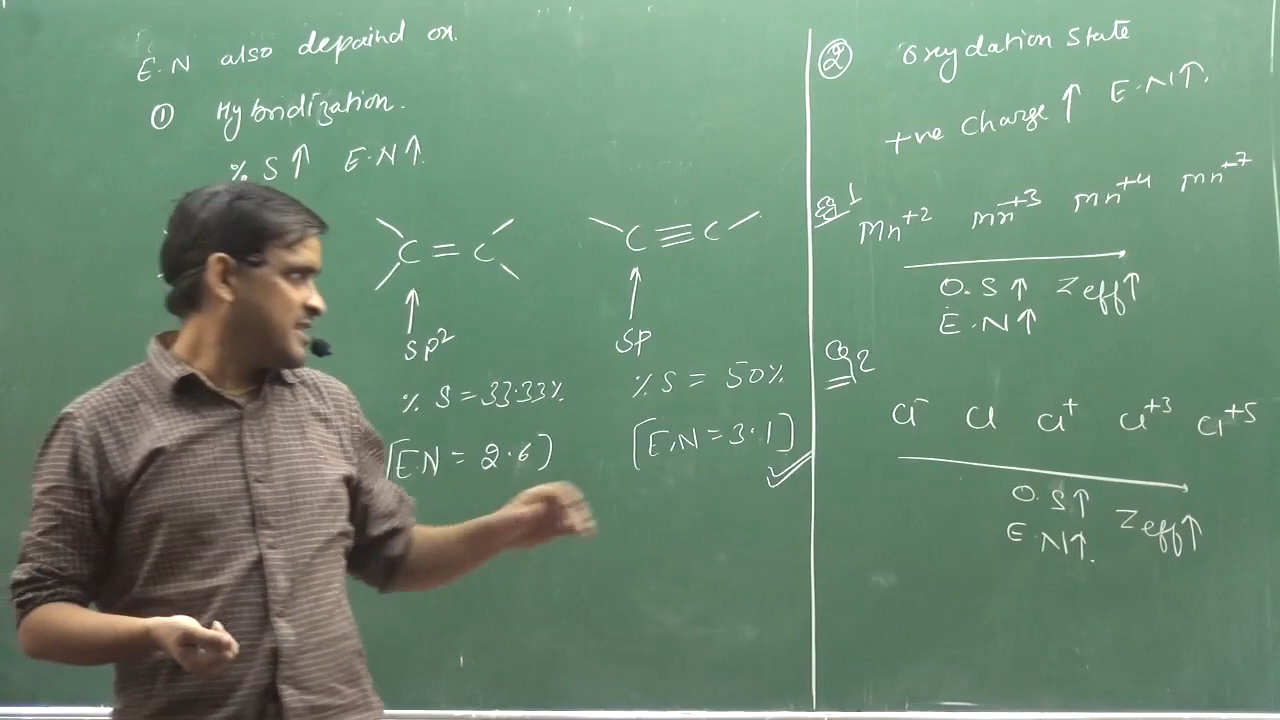 E.N also depaind on.
① Hybridization.
% S↑ E.N↑.
C = C
C ≡ C
sp²
sp
% S = 33.33%
% S = 50%
[EN = 2.6)
[E.N = 3.1]
② oxydation state
+ve charge ↑ E.N↑.
Eg 1
Mn+2 Mn+3 Mn+4 Mn+7
O.S↑ Zeff↑
E.N↑
Eg 2
Cl- Cl Cl+ Cl+3 Cl+5
O.S↑ Zeff↑
E.N↑.